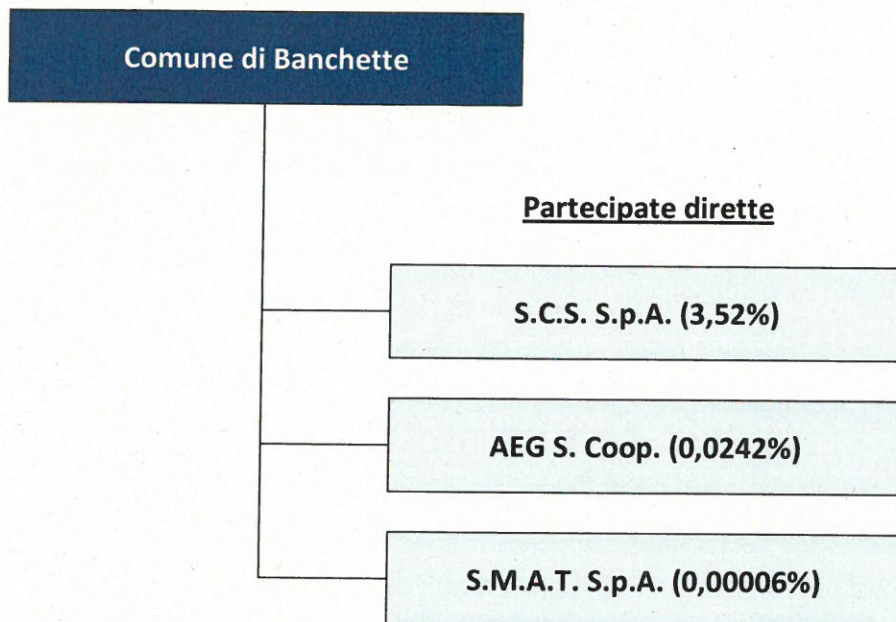 Comune di Banchette
Partecipate dirette
S.C.S. S.p.A. (3,52%)
AEG S. Coop. (0,0242%)
S.M.A.T. S.p.A. (0,00006%)